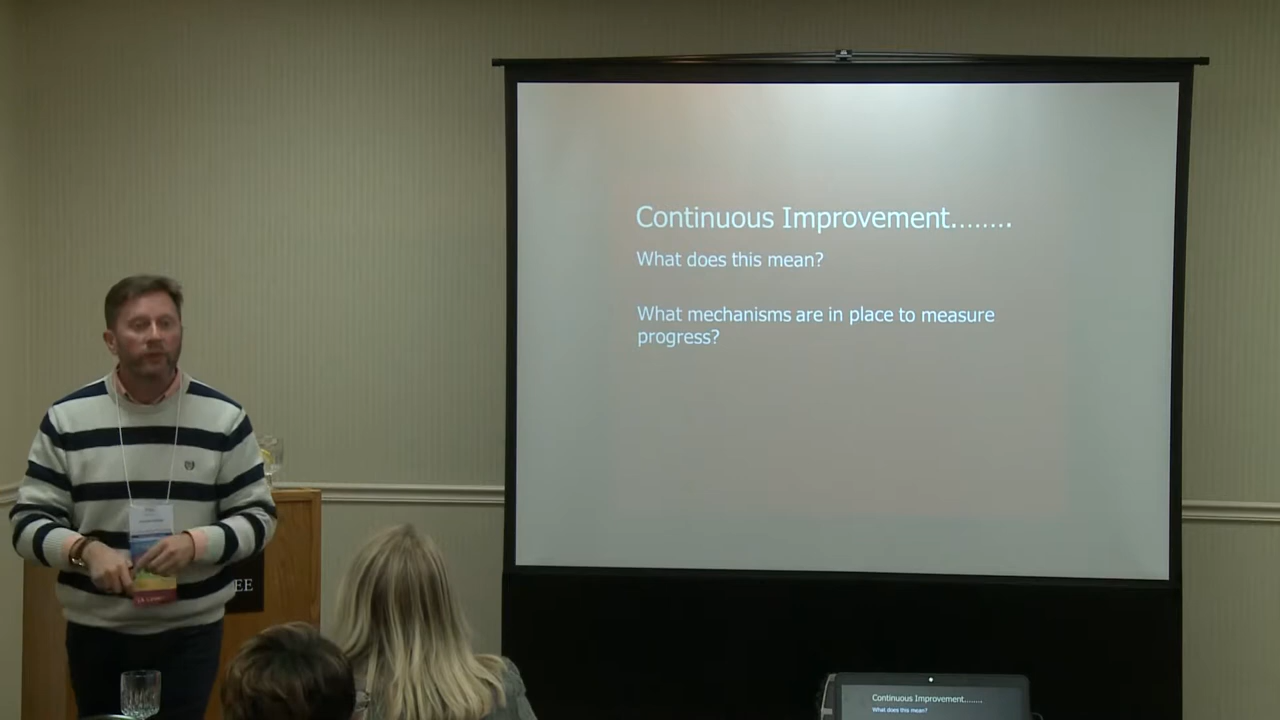 Continuous Improvement........
What does this mean?
What mechanisms are in place to measure
progress?
EE
Continuous Improvement........
What does this mean?